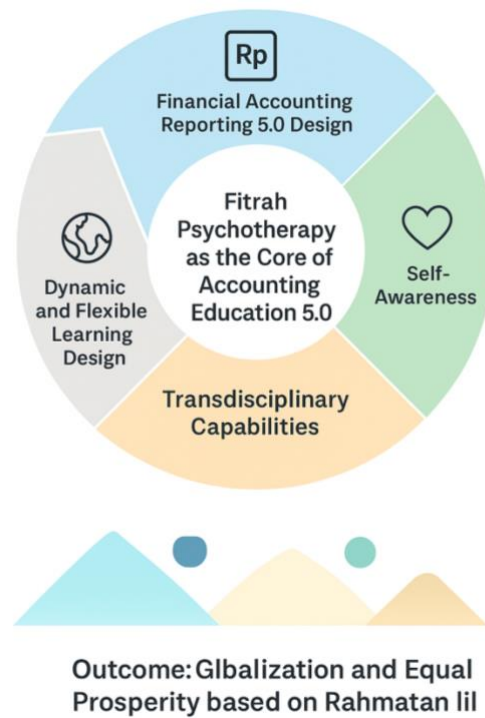 Rp
Financial Accounting
Reporting 5.0 Design
Fitrah
Psychotherapy
as the Core of
Accounting
Education 5.0
Self-
Awareness
Dynamic
and Flexible
Learning
Design
Transdisciplinary
Capabilities
Outcome: Glbalization and Equal
Prosperity based on Rahmatan lil